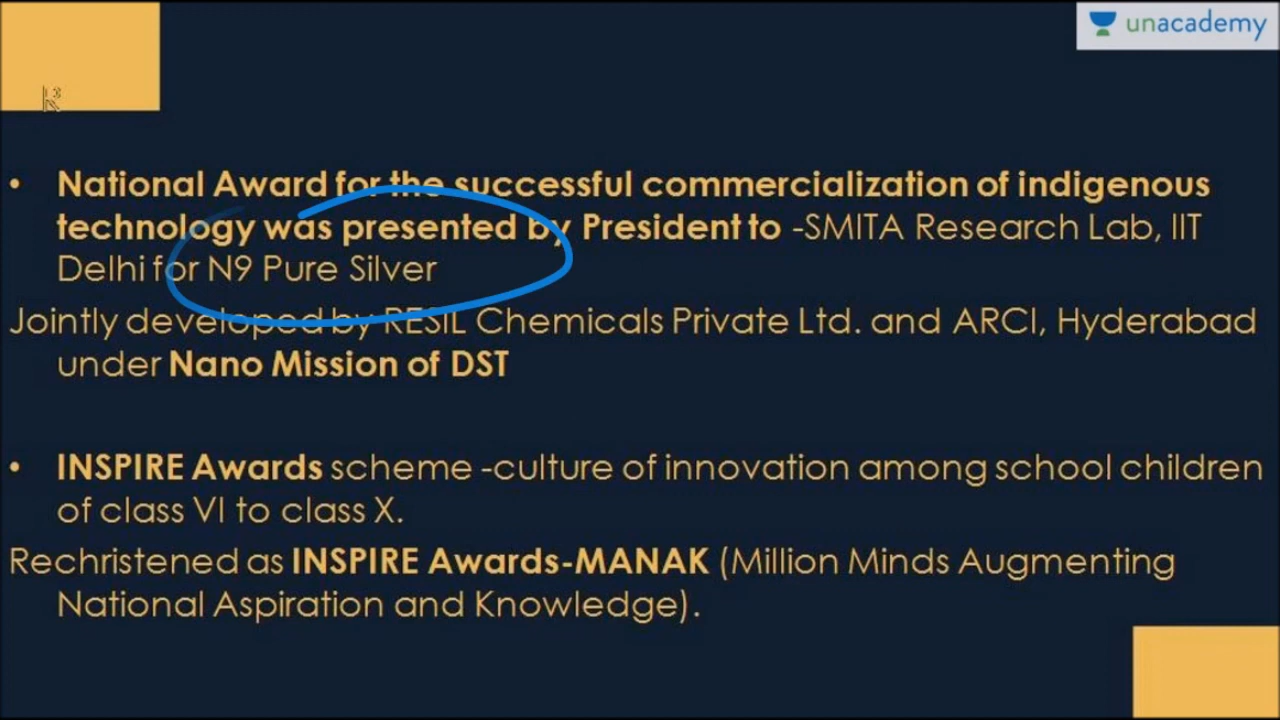 unacademy
• National Award for the successful commercialization of indigenous
technology was presented by President to -SMITA Research Lab, IIT
Delhi for N9 Pure Silver
Jointly developed by RESIL Chemicals Private Ltd. and ARCI, Hyderabad
under Nano Mission of DST
• INSPIRE Awards scheme -culture of innovation among school children
of class VI to class X.
Rechristened as INSPIRE Awards-MANAK (Million Minds Augmenting
National Aspiration and Knowledge).